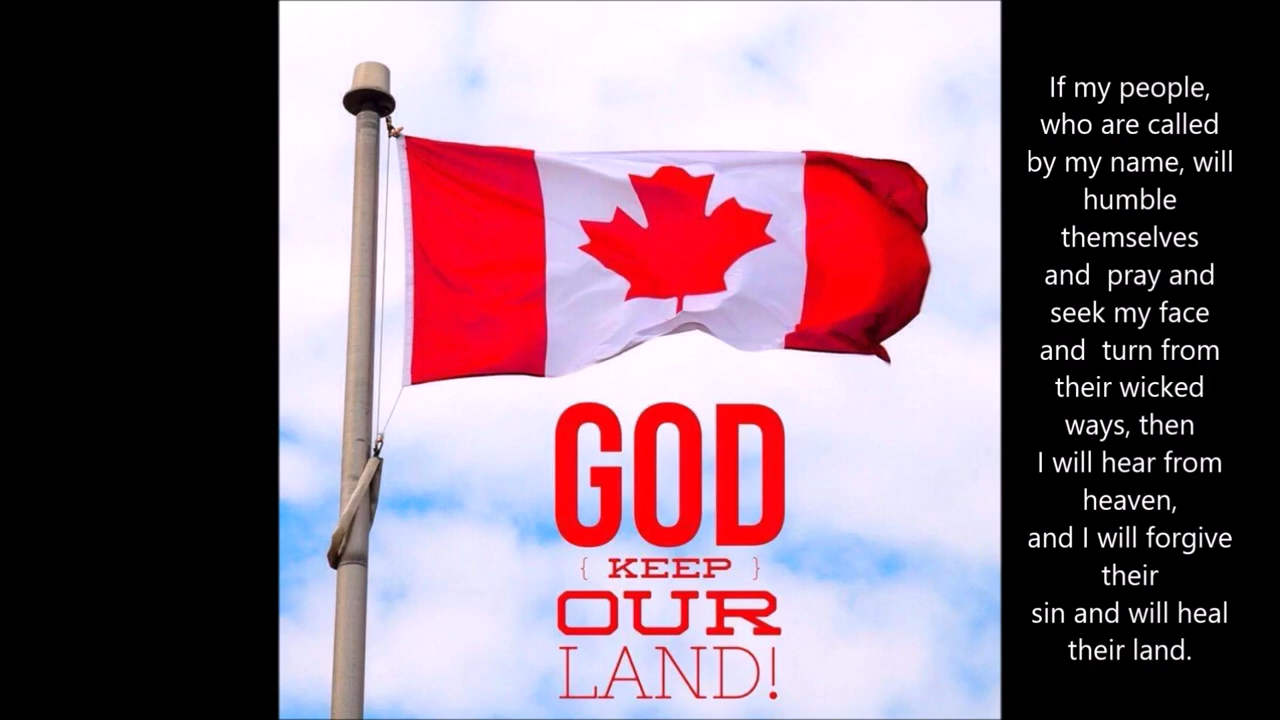 GOD
{ KEEP }
OUR
LAND!
If my people,
who are called
by my name, will
humble
themselves
and  pray and
seek my face
and  turn from
their wicked
ways, then
I will hear from
heaven,
and I will forgive
their
sin and will heal
their land.